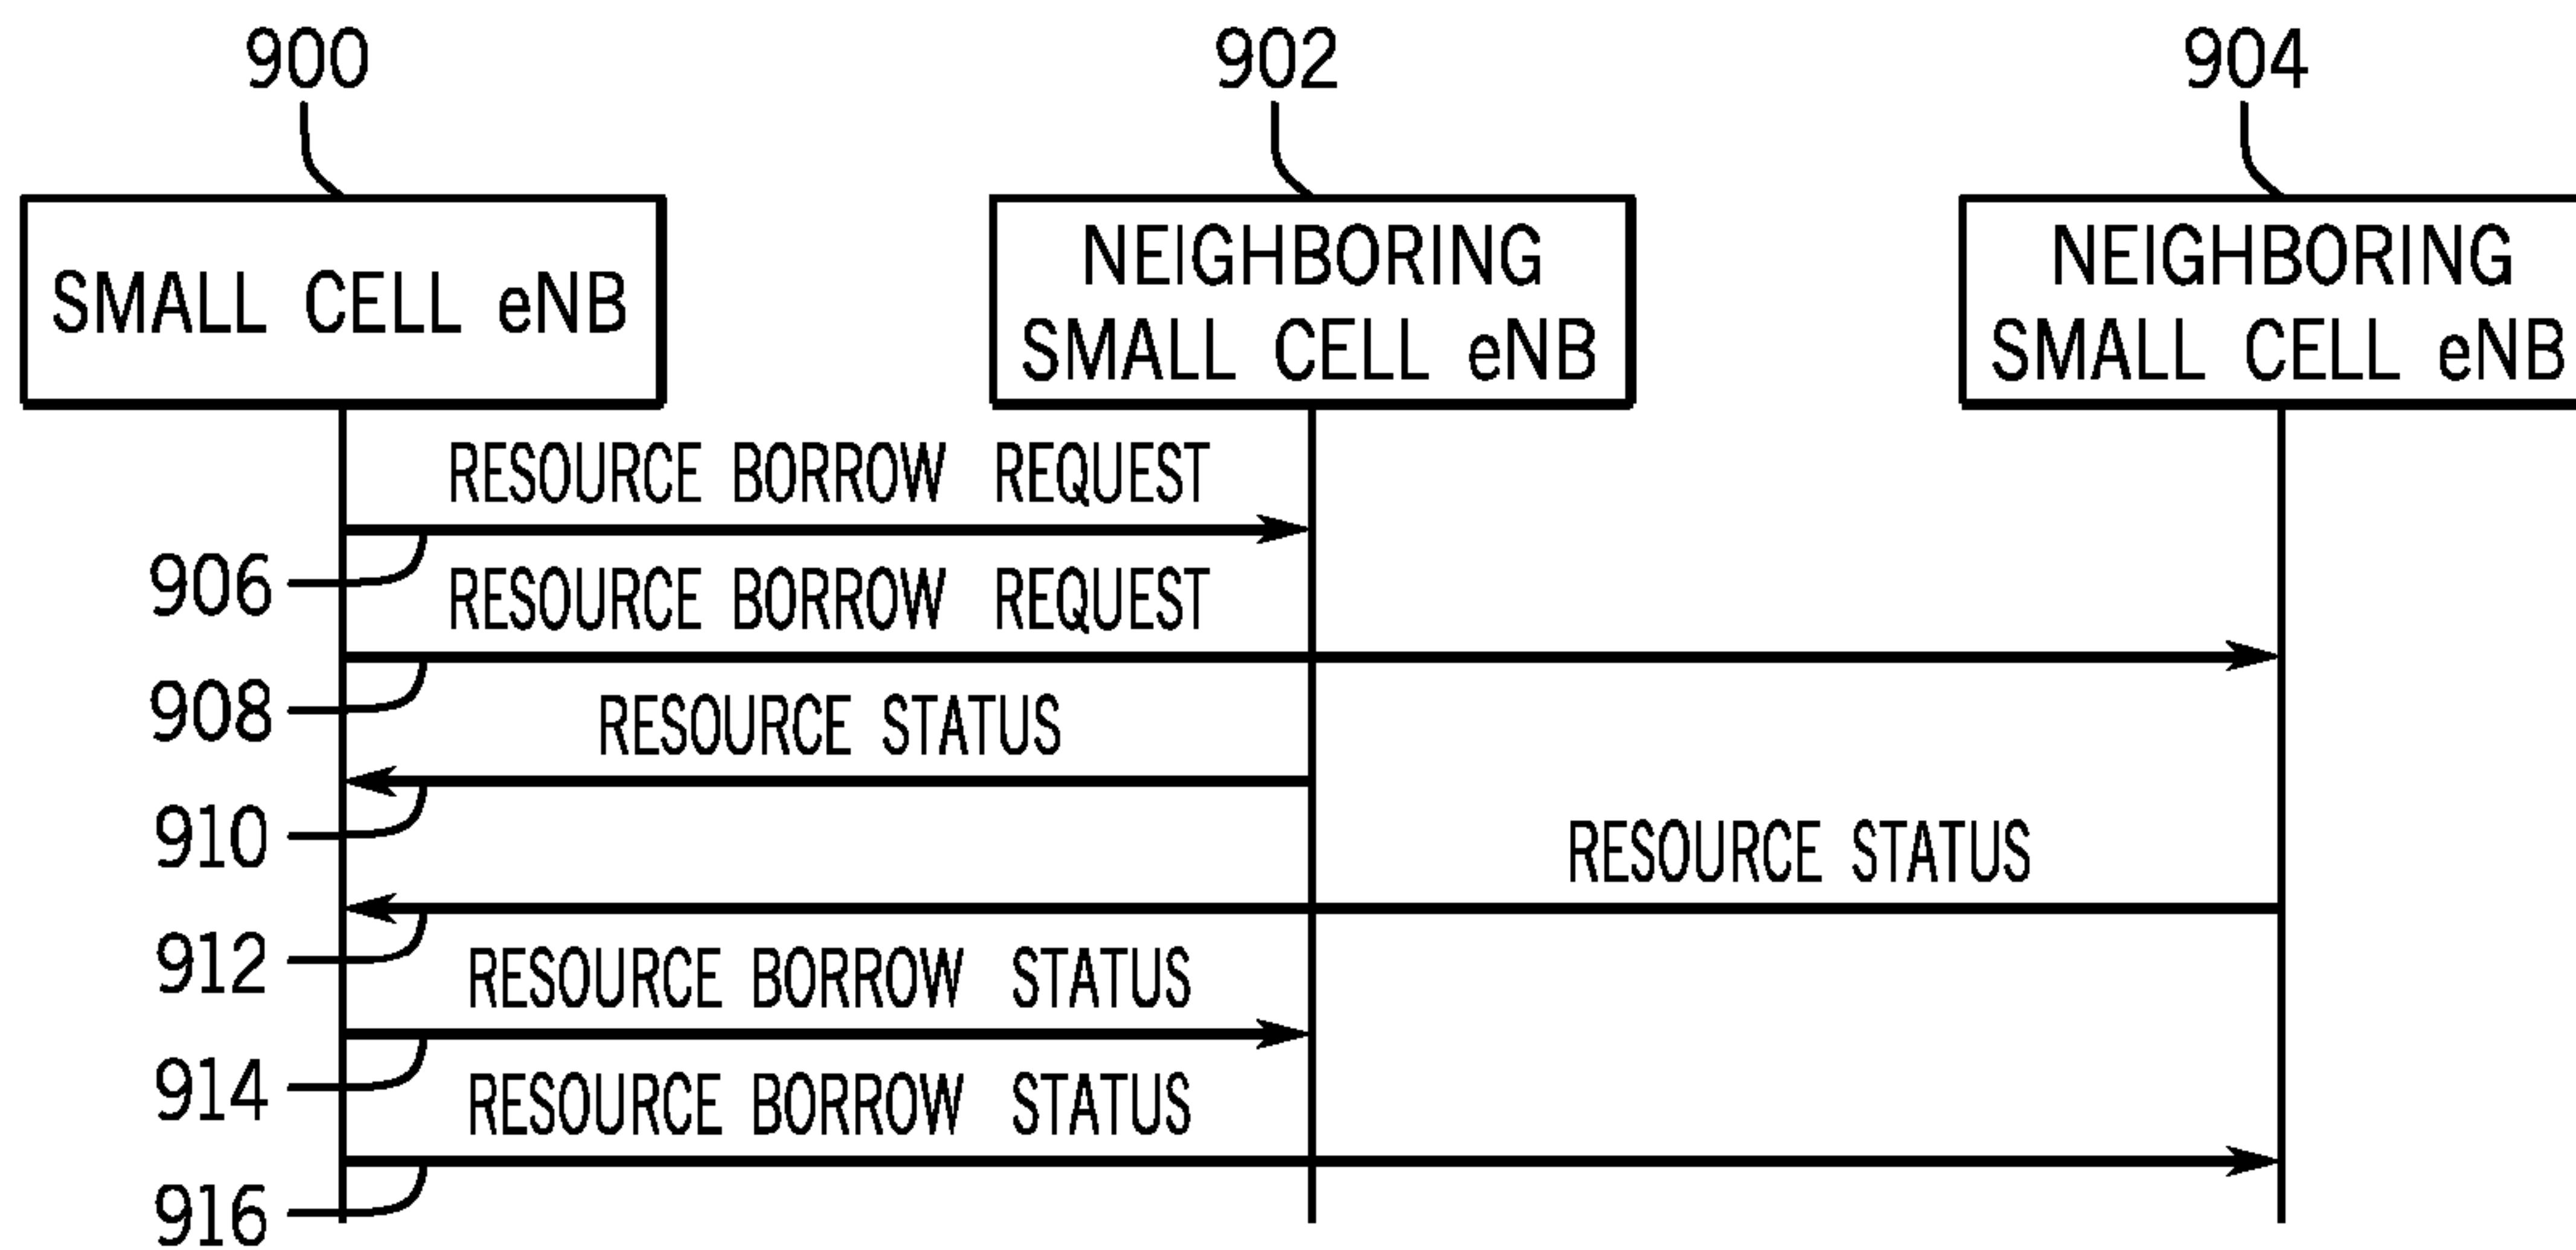 900
902
904
SMALL CELL eNB
NEIGHBORING
SMALL CELL eNB
NEIGHBORING
SMALL CELL eNB
RESOURCE BORROW REQUEST
906
RESOURCE BORROW REQUEST
908
RESOURCE STATUS
910
RESOURCE STATUS
912
RESOURCE BORROW STATUS
914
RESOURCE BORROW STATUS
916